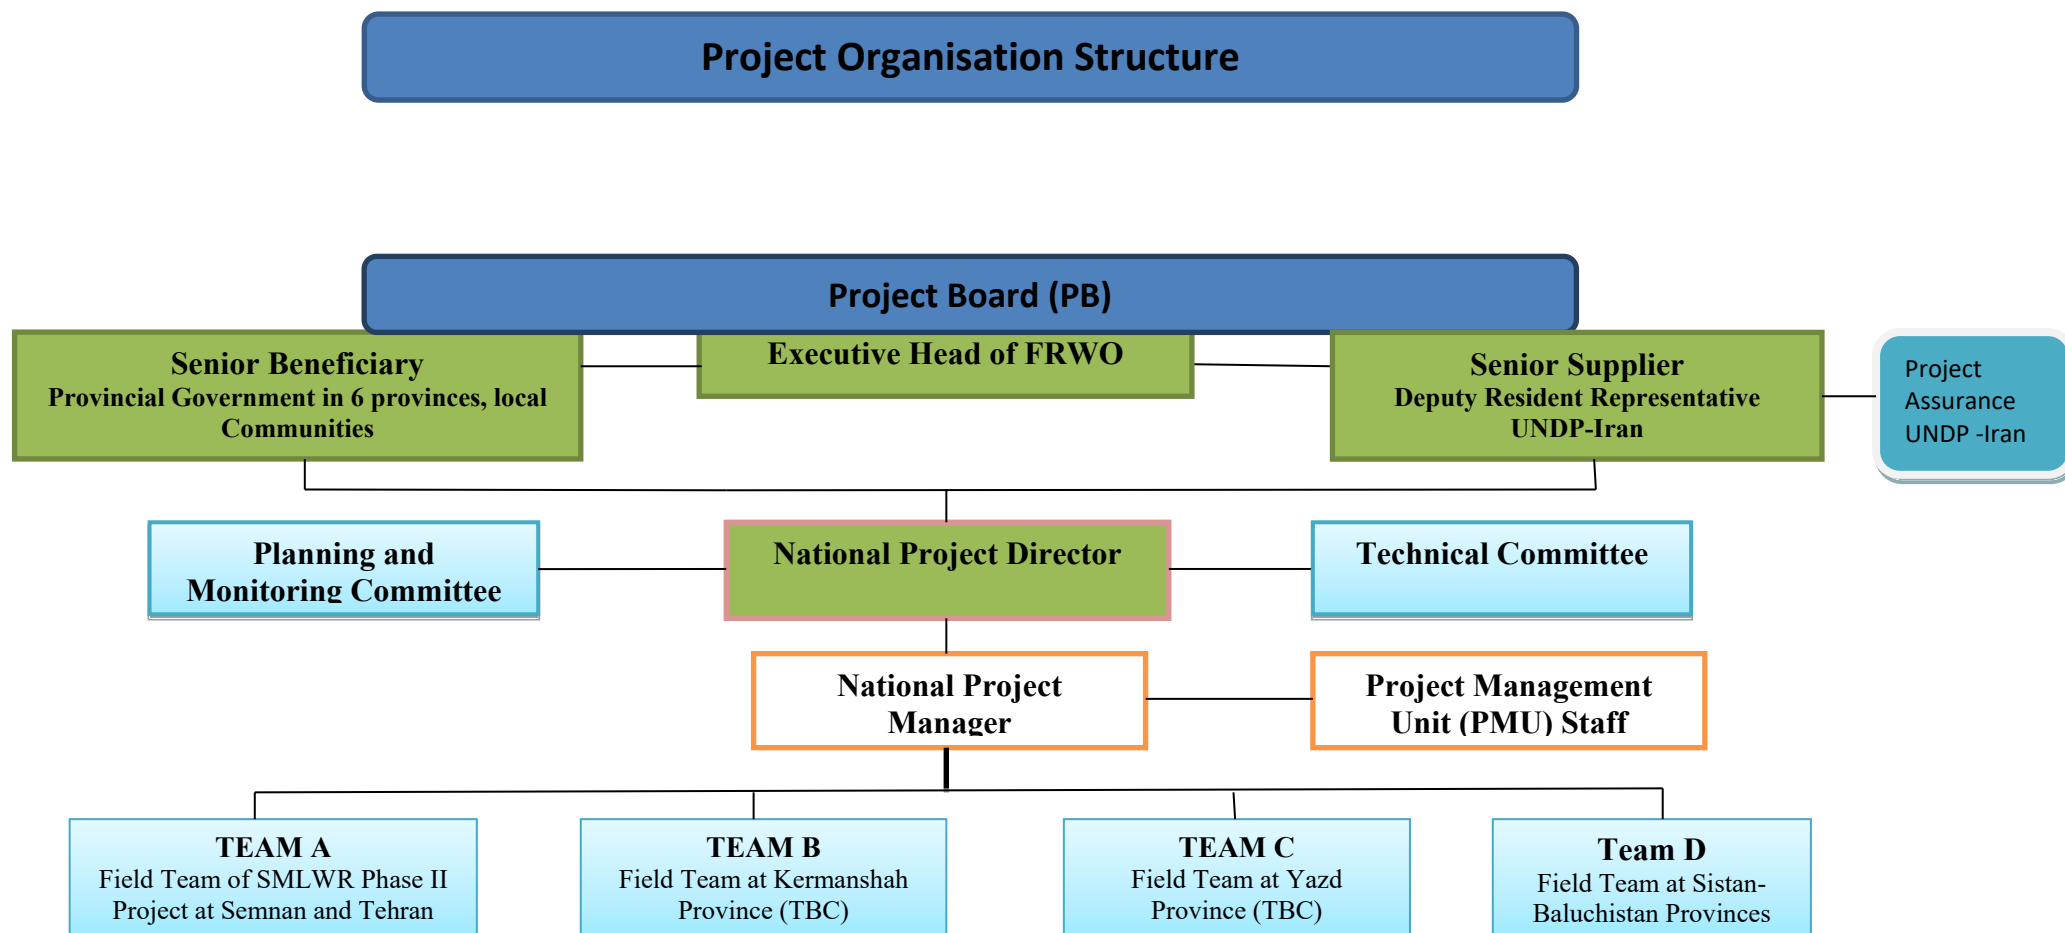 Project Organisation Structure
Project Board (PB)
Senior Beneficiary
Provincial Government in 6 provinces, local
Communities
Executive Head of FRWO
Senior Supplier
Deputy Resident Representative
UNDP-Iran
Project
Assurance
UNDP -Iran
Planning and
Monitoring Committee
National Project Director
Technical Committee
National Project
Manager
Project Management
Unit (PMU) Staff
TEAM A
Field Team of SMLWR Phase II
Project at Semnan and Tehran
TEAM B
Field Team at Kermanshah
Province (TBC)
TEAM C
Field Team at Yazd
Province (TBC)
Team D
Field Team at Sistan-
Baluchistan Provinces